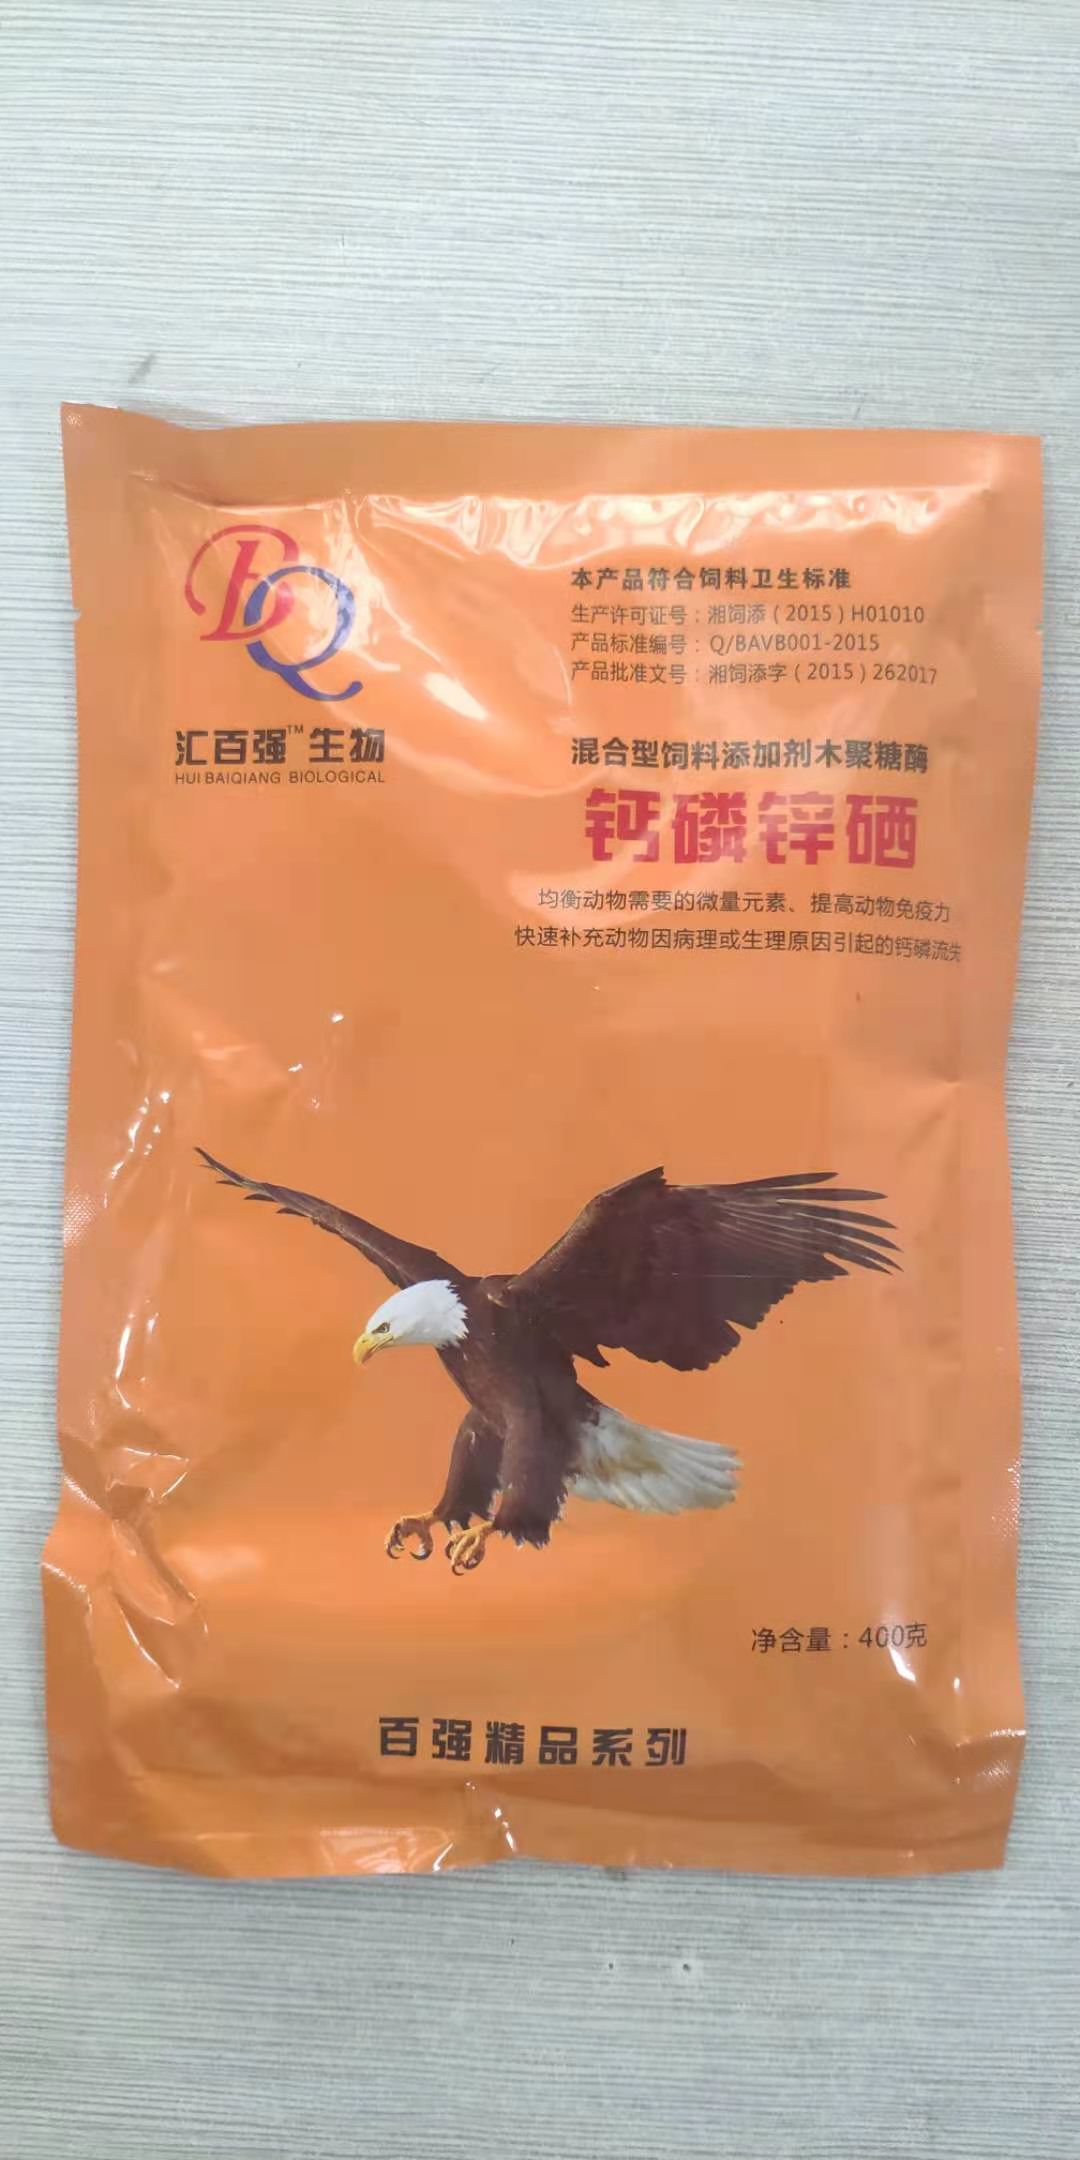 BQ
汇百强™生物
HUI BAIQIANG BIOLOGICAL
本产品符合饲料卫生标准
生产许可证号：湘饲添（2015）H01010
产品标准编号：Q/BAVB001-2015
产品批准文号：湘饲添字（2015）262017
混合型饲料添加剂木聚糖酶
钙磷锌硒
均衡动物需要的微量元素、提高动物免疫力
快速补充动物因病理或生理原因引起的钙磷流失
净含量：400克
百强精品系列